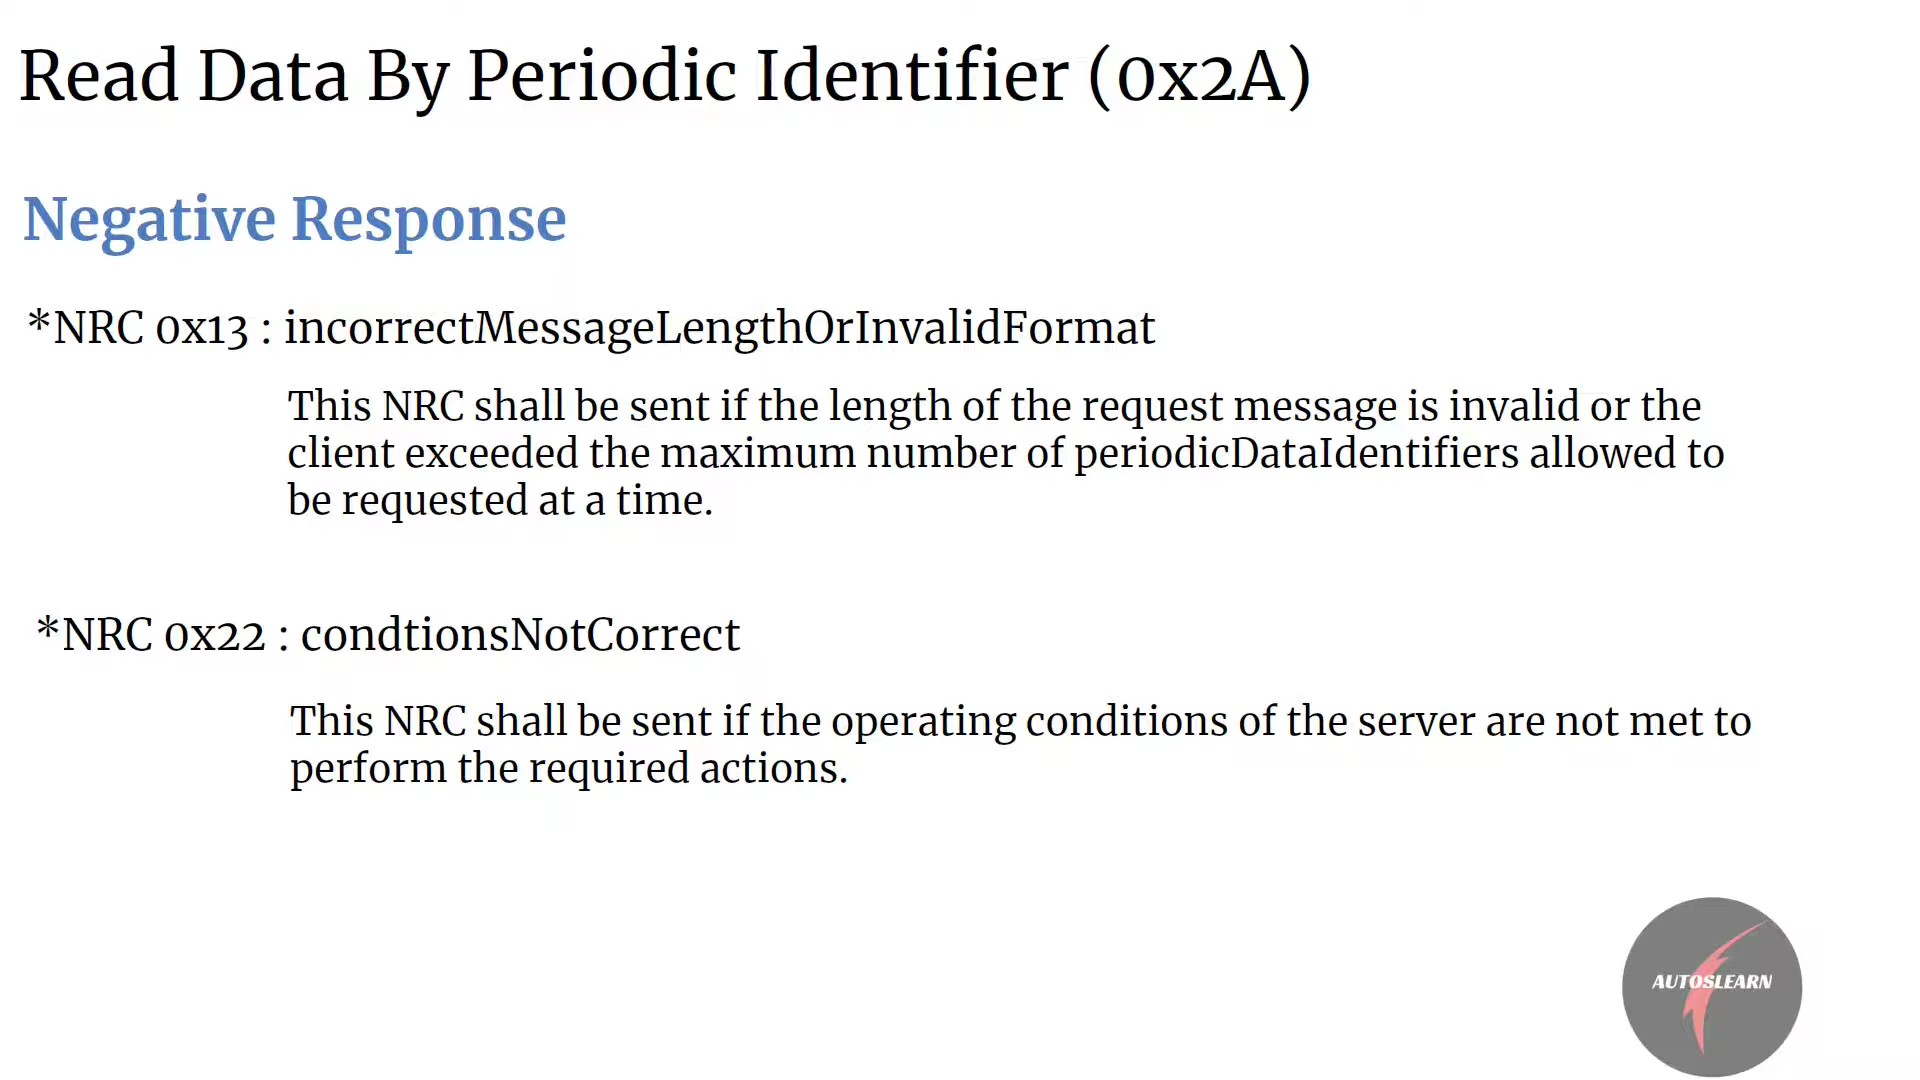 Read Data By Periodic Identifier (0x2A)
Negative Response
*NRC 0x13 : incorrectMessageLengthOrInvalidFormat
This NRC shall be sent if the length of the request message is invalid or the
client exceeded the maximum number of periodicDataIdentifiers allowed to
be requested at a time.
*NRC 0x22 : condtionsNotCorrect
This NRC shall be sent if the operating conditions of the server are not met to
perform the required actions.
AUTOSLEARN